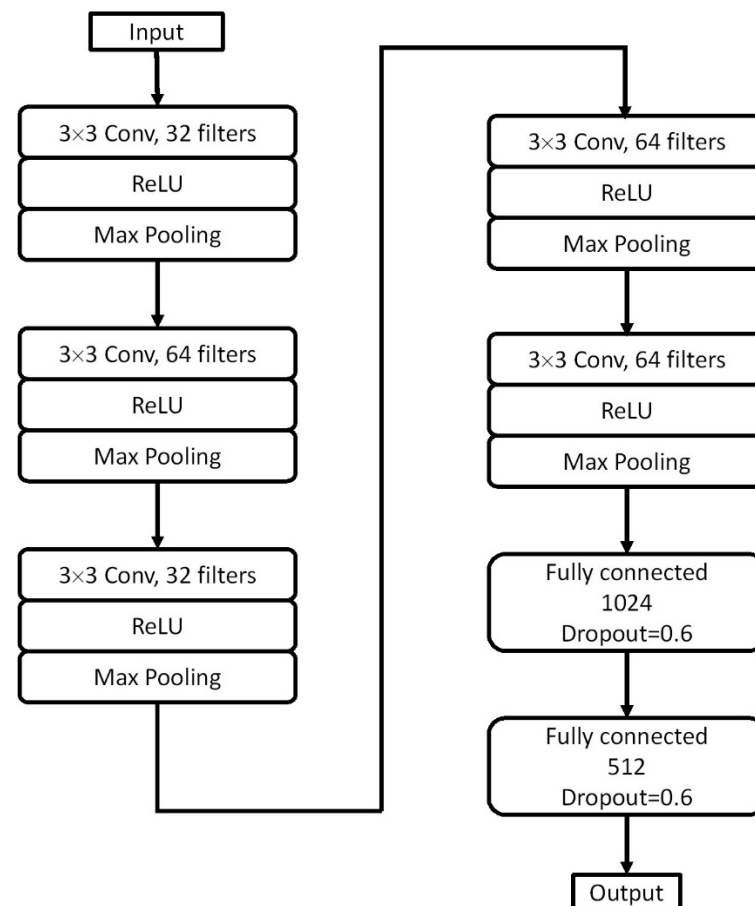 Input
3×3 Conv, 32 filters
ReLU
Max Pooling
3×3 Conv, 64 filters
ReLU
Max Pooling
3×3 Conv, 32 filters
ReLU
Max Pooling
3×3 Conv, 64 filters
ReLU
Max Pooling
3×3 Conv, 64 filters
ReLU
Max Pooling
Fully connected
1024
Dropout=0.6
Fully connected
512
Dropout=0.6
Output